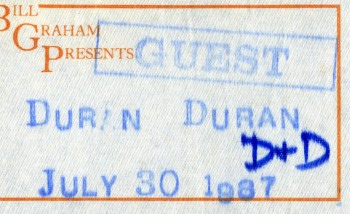 BILL
GRAHAM
PRESENTS
GUEST
DURAN DURAN
D+D
JULY 30 1987